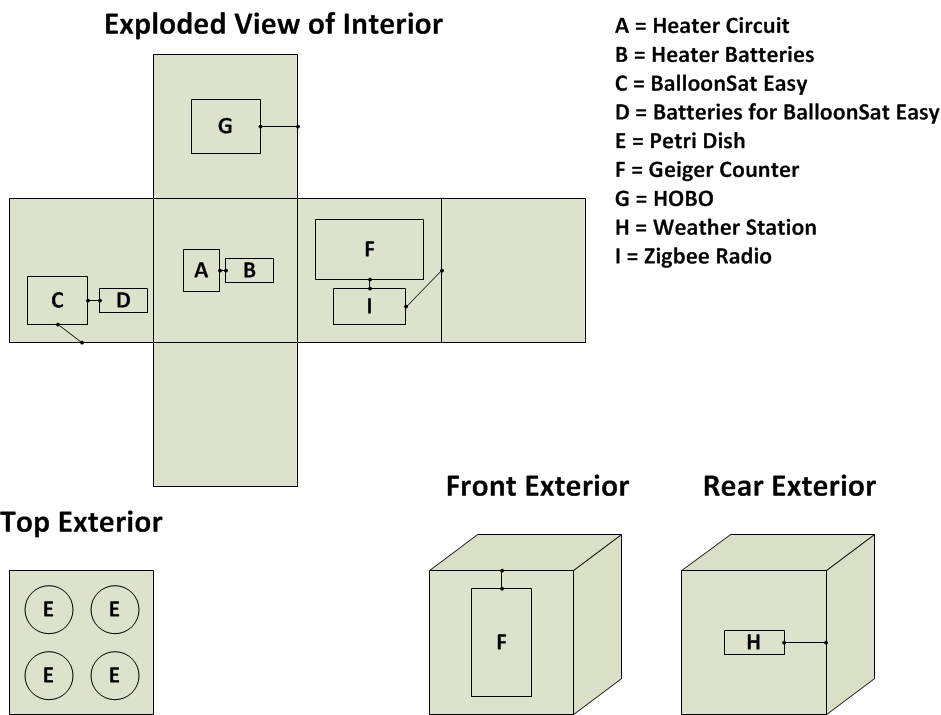 Exploded View of Interior
A = Heater Circuit
B = Heater Batteries
C = BalloonSat Easy
D = Batteries for BalloonSat Easy
E = Petri Dish
F = Geiger Counter
G = HOBO
H = Weather Station
I = Zigbee Radio
G
F
A B
C D
I
Front Exterior
Rear Exterior
Top Exterior
E E
E E
F
H